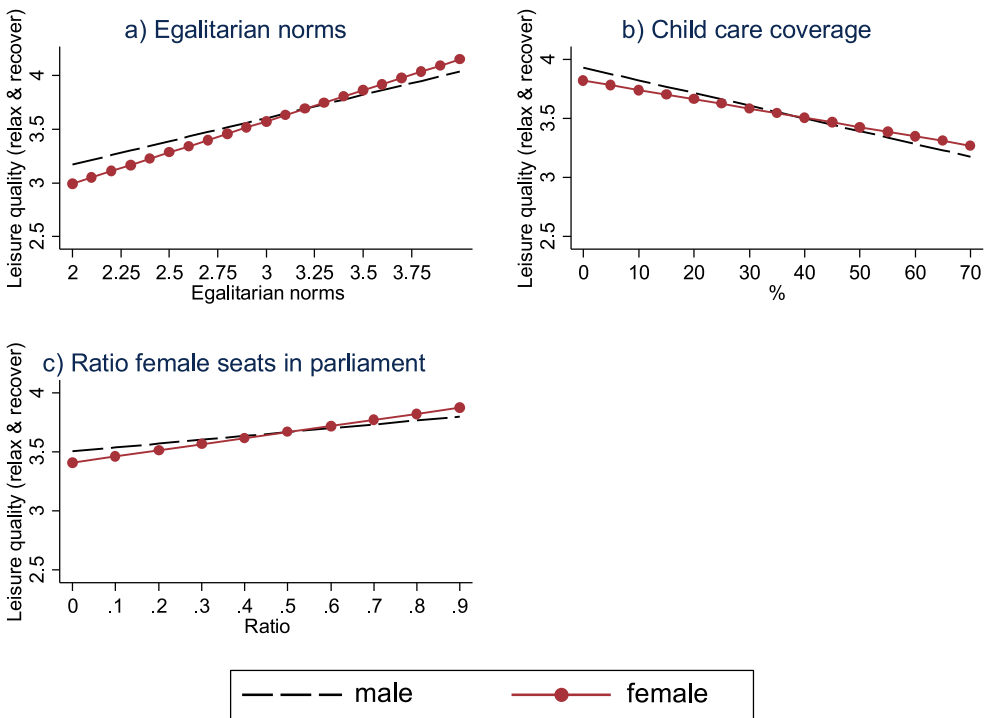 a) Egalitarian norms
Leisure quality (relax & recover)
4
3.5
3
2.5
2 2.25 2.5 2.75 3 3.25 3.5 3.75
Egalitarian norms
b) Child care coverage
Leisure quality (relax & recover)
4
3.5
3
2.5
0 10 20 30 40 50 60 70
%
c) Ratio female seats in parliament
Leisure quality (relax & recover)
4
3.5
3
2.5
0 .1 .2 .3 .4 .5 .6 .7 .8 .9
Ratio
male female